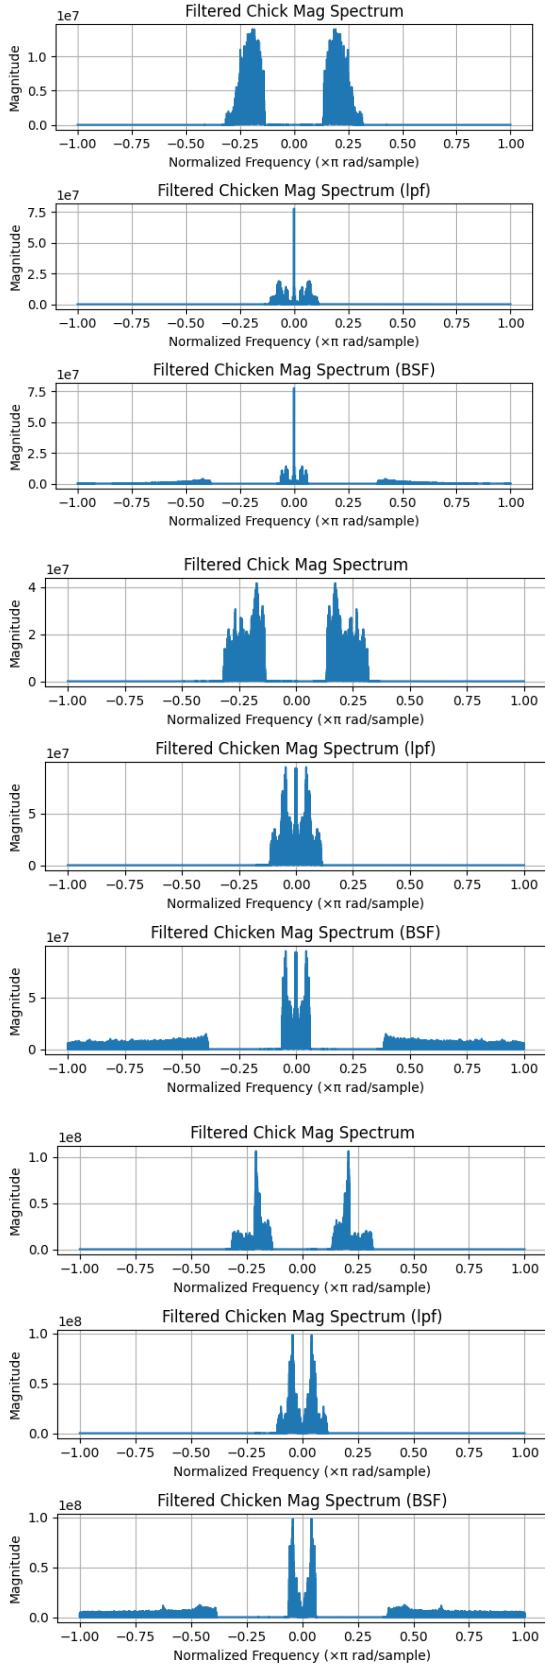 Filtered Chick Mag Spectrum
1e7
Magnitude
1.0
0.5
0.0
−1.00 −0.75 −0.50 −0.25 0.00 0.25 0.50 0.75 1.00
Normalized Frequency (×π rad/sample)
Filtered Chicken Mag Spectrum (lpf)
1e7
Magnitude
7.5
5.0
2.5
0.0
−1.00 −0.75 −0.50 −0.25 0.00 0.25 0.50 0.75 1.00
Normalized Frequency (×π rad/sample)
Filtered Chicken Mag Spectrum (BSF)
1e7
Magnitude
7.5
5.0
2.5
0.0
−1.00 −0.75 −0.50 −0.25 0.00 0.25 0.50 0.75 1.00
Normalized Frequency (×π rad/sample)
Filtered Chick Mag Spectrum
1e7
Magnitude
4
2
0
−1.00 −0.75 −0.50 −0.25 0.00 0.25 0.50 0.75 1.00
Normalized Frequency (×π rad/sample)
Filtered Chicken Mag Spectrum (lpf)
1e7
Magnitude
5
0
−1.00 −0.75 −0.50 −0.25 0.00 0.25 0.50 0.75 1.00
Normalized Frequency (×π rad/sample)
Filtered Chicken Mag Spectrum (BSF)
1e7
Magnitude
5
0
−1.00 −0.75 −0.50 −0.25 0.00 0.25 0.50 0.75 1.00
Normalized Frequency (×π rad/sample)
Filtered Chick Mag Spectrum
1e8
Magnitude
1.0
0.5
0.0
−1.00 −0.75 −0.50 −0.25 0.00 0.25 0.50 0.75 1.00
Normalized Frequency (×π rad/sample)
Filtered Chicken Mag Spectrum (lpf)
1e8
Magnitude
1.0
0.5
0.0
−1.00 −0.75 −0.50 −0.25 0.00 0.25 0.50 0.75 1.00
Normalized Frequency (×π rad/sample)
Filtered Chicken Mag Spectrum (BSF)
1e8
Magnitude
1.0
0.5
0.0
−1.00 −0.75 −0.50 −0.25 0.00 0.25 0.50 0.75 1.00
Normalized Frequency (×π rad/sample)